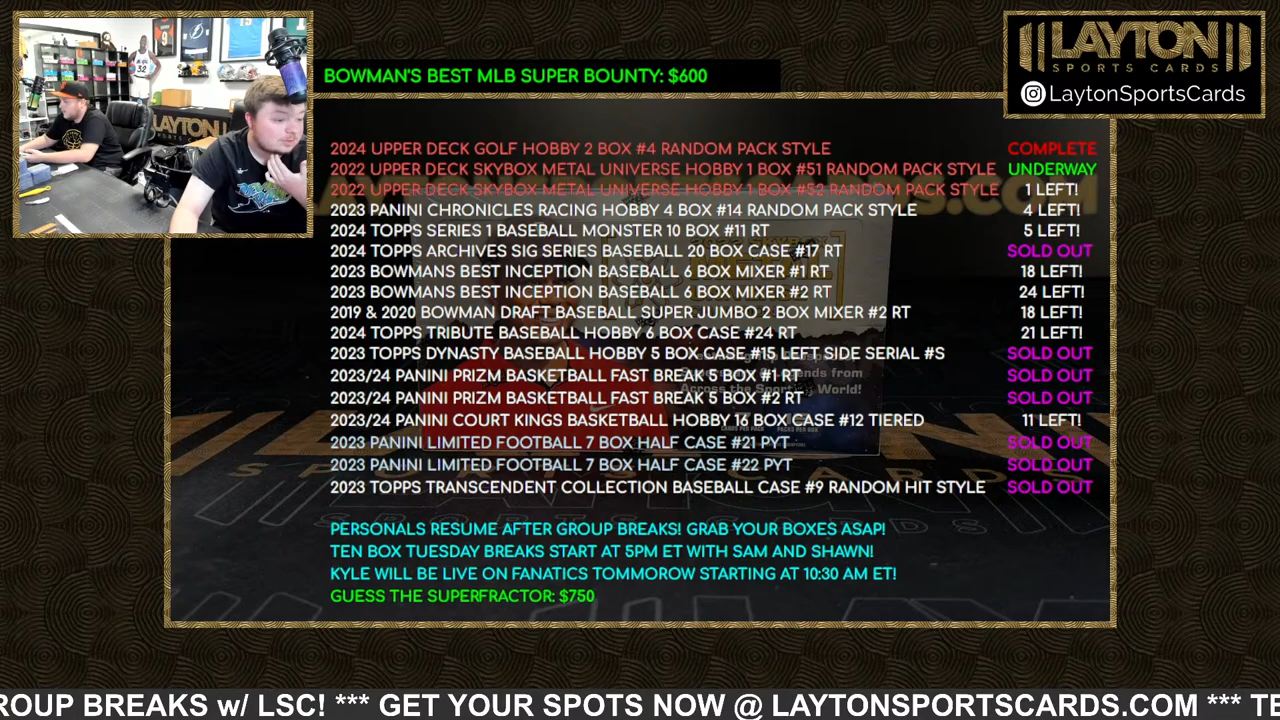 BOWMAN'S BEST MLB SUPER BOUNTY: $600
LAYTON
SPORTS CARDS
LaytonSportsCards
2024 UPPER DECK GOLF HOBBY 2 BOX #4 RANDOM PACK STYLE COMPLETE
2022 UPPER DECK SKYBOX METAL UNIVERSE HOBBY 1 BOX #51 RANDOM PACK STYLE UNDERWAY
2022 UPPER DECK SKYBOX METAL UNIVERSE HOBBY 1 BOX #52 RANDOM PACK STYLE 1 LEFT!
2023 PANINI CHRONICLES RACING HOBBY 4 BOX #14 RANDOM PACK STYLE 4 LEFT!
2024 TOPPS SERIES 1 BASEBALL MONSTER 10 BOX #11 RT 5 LEFT!
2024 TOPPS ARCHIVES SIG SERIES BASEBALL 20 BOX CASE #17 RT SOLD OUT
2023 BOWMANS BEST INCEPTION BASEBALL 6 BOX MIXER #1 RT 18 LEFT!
2023 BOWMANS BEST INCEPTION BASEBALL 6 BOX MIXER #2 RT 24 LEFT!
2019 & 2020 BOWMAN DRAFT BASEBALL SUPER JUMBO 2 BOX MIXER #2 RT 18 LEFT!
2024 TOPPS TRIBUTE BASEBALL HOBBY 6 BOX CASE #24 RT 21 LEFT!
2023 TOPPS DYNASTY BASEBALL HOBBY 5 BOX CASE #15 LEFT SIDE SERIAL #S SOLD OUT
2023/24 PANINI PRIZM BASKETBALL FAST BREAK 5 BOX #1 RT SOLD OUT
2023/24 PANINI PRIZM BASKETBALL FAST BREAK 5 BOX #2 RT SOLD OUT
2023/24 PANINI COURT KINGS BASKETBALL HOBBY 16 BOX CASE #12 TIERED 11 LEFT!
2023 PANINI LIMITED FOOTBALL 7 BOX HALF CASE #21 PYT SOLD OUT
2023 PANINI LIMITED FOOTBALL 7 BOX HALF CASE #22 PYT SOLD OUT
2023 TOPPS TRANSCENDENT COLLECTION BASEBALL CASE #9 RANDOM HIT STYLE SOLD OUT
PERSONALS RESUME AFTER GROUP BREAKS! GRAB YOUR BOXES ASAP!
TEN BOX TUESDAY BREAKS START AT 5PM ET WITH SAM AND SHAWN!
KYLE WILL BE LIVE ON FANATICS TOMMOROW STARTING AT 10:30 AM ET!
GUESS THE SUPERFRACTOR: $750
ROUP BREAKS w/ LSC! *** GET YOUR SPOTS NOW @ LAYTONSPORTSCARDS.COM *** TE